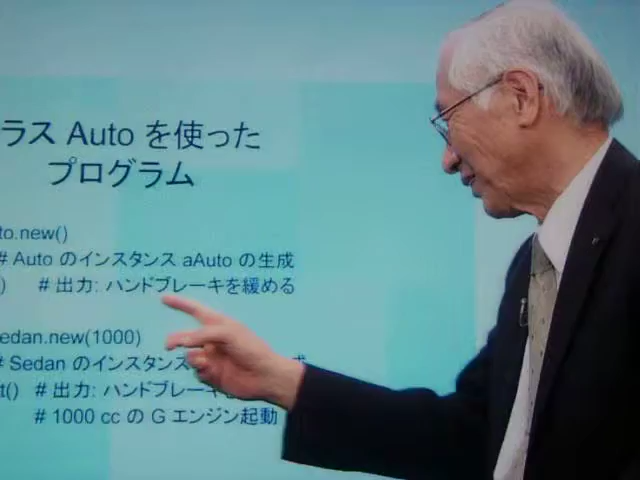 ラス Auto を使った
プログラム
to.new()
# Auto のインスタンス aAuto の生成
) # 出力: ハンドブレーキを緩める
edan.new(1000)
# Sedan のインスタンス
t() # 出力: ハンドブレーキ
# 1000 cc の G エンジン起動